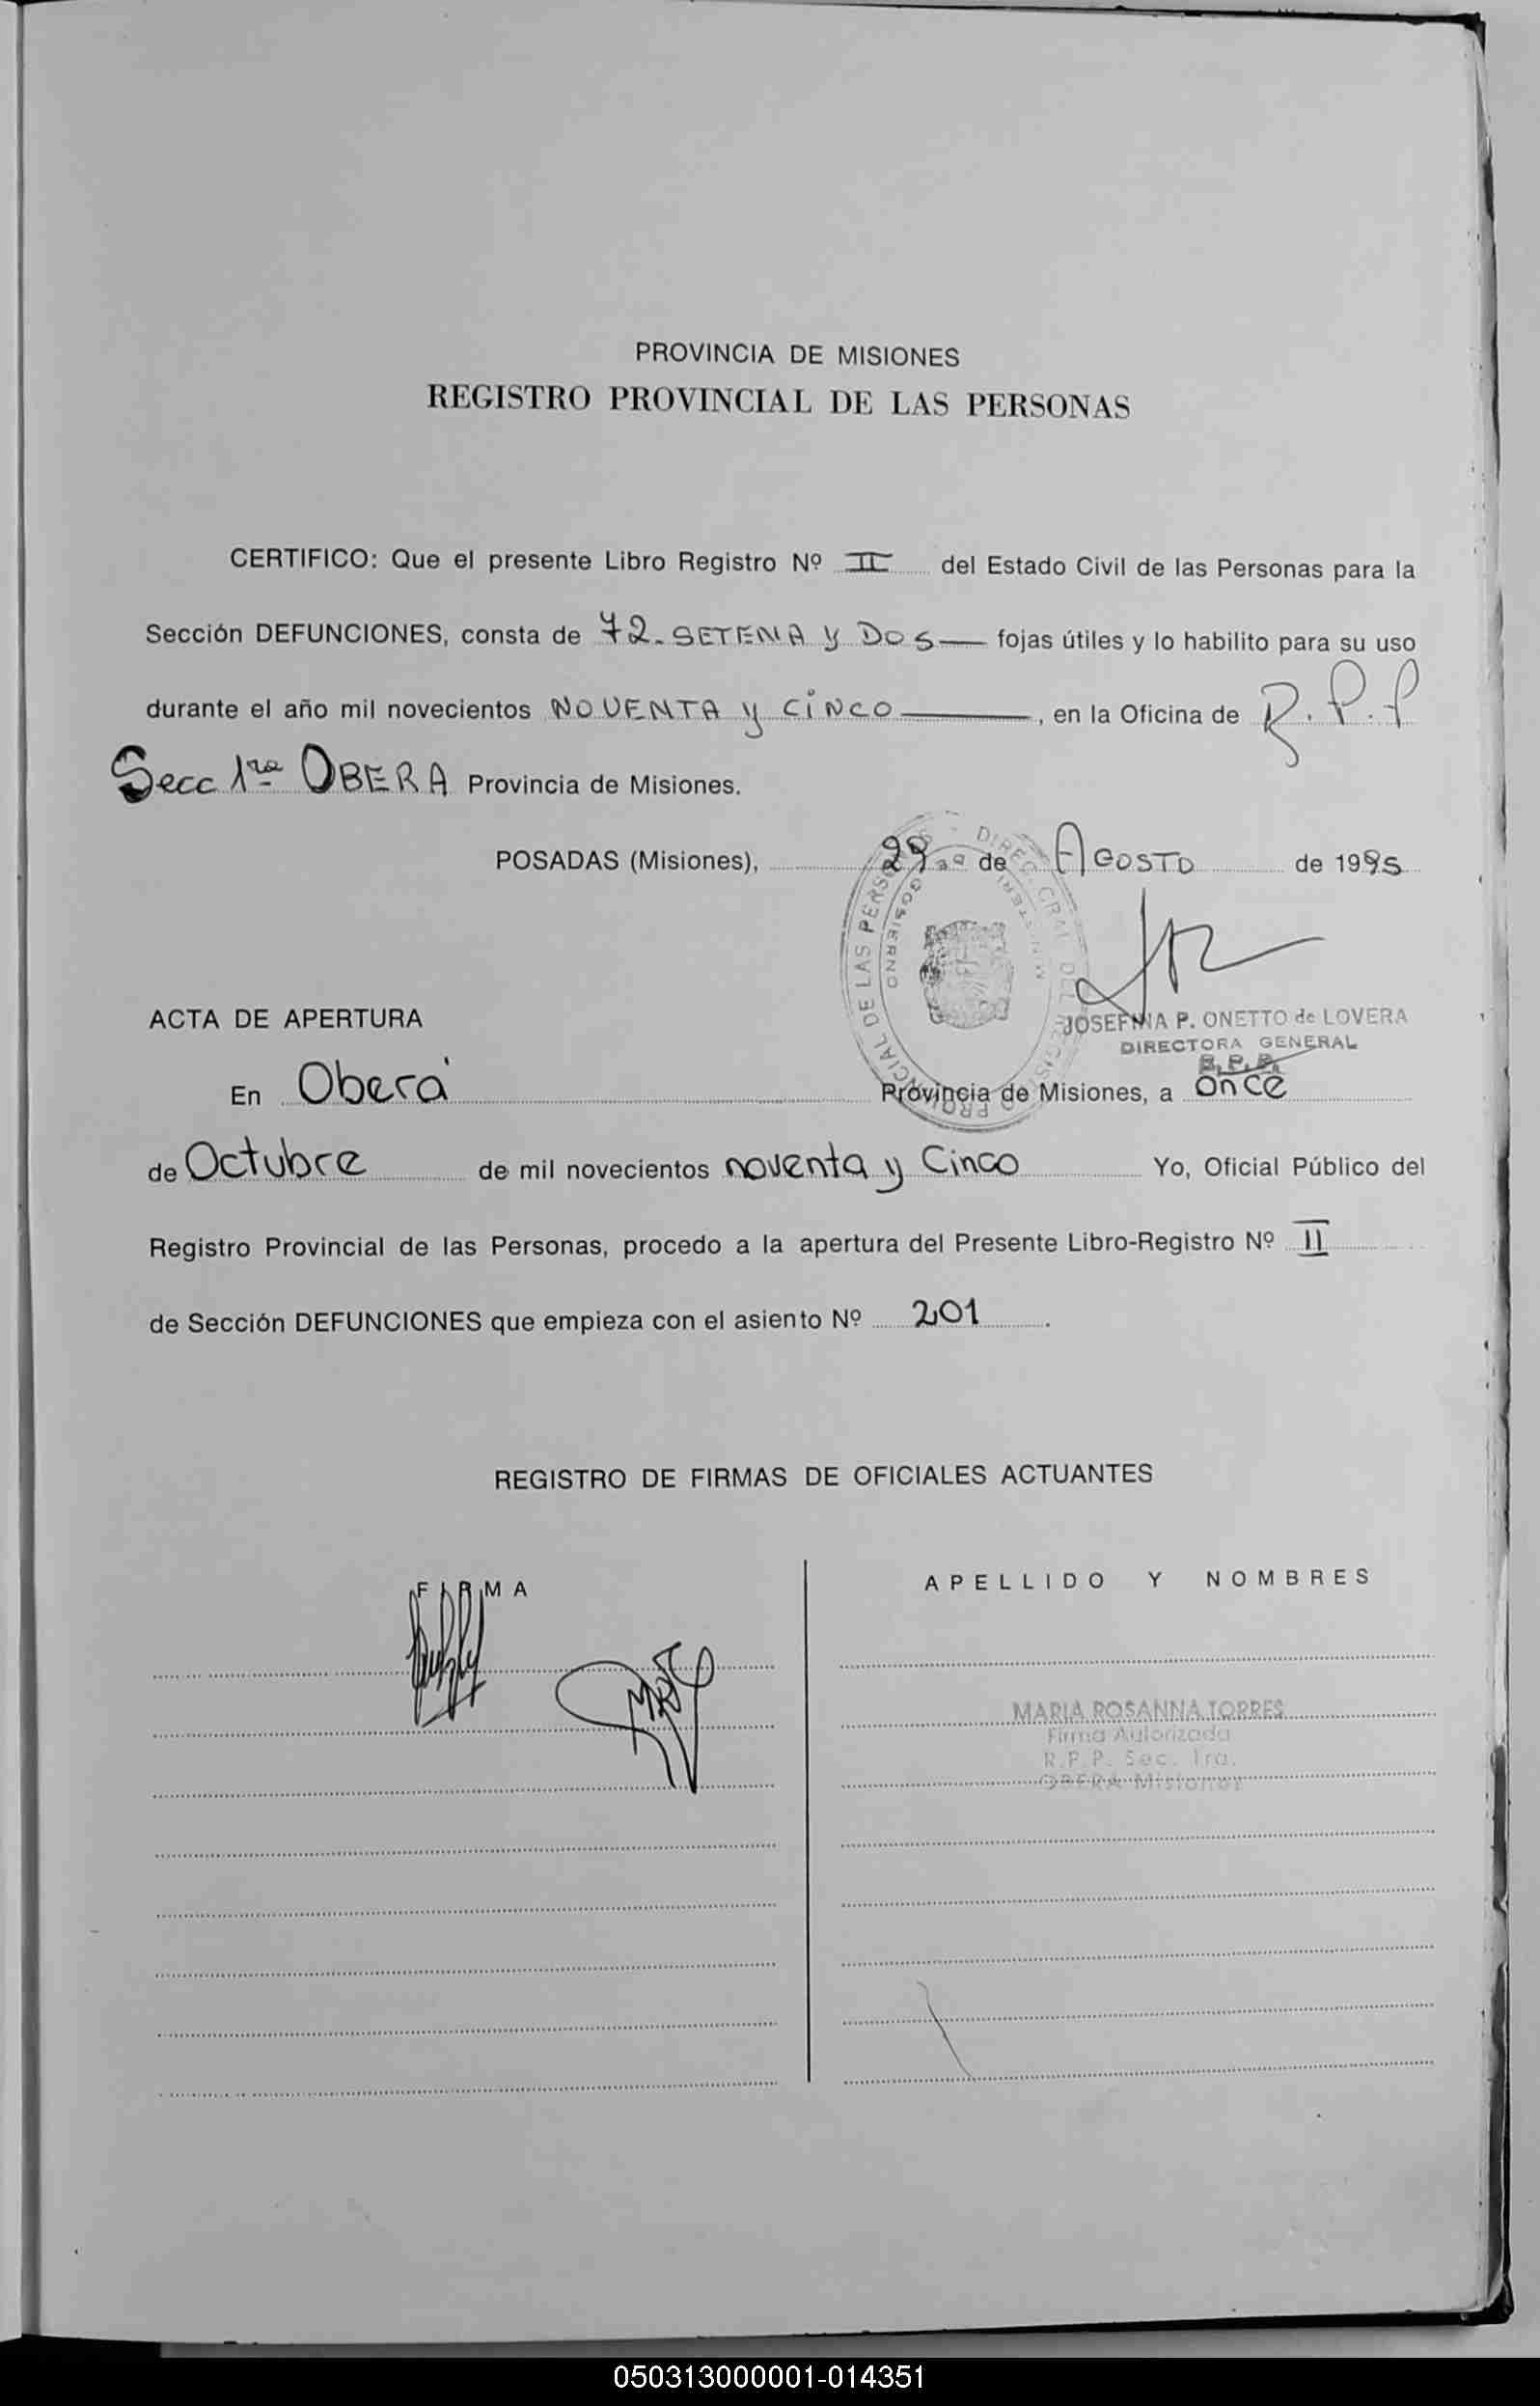 PROVINCIA DE MISIONES
REGISTRO PROVINCIAL DE LAS PERSONAS
CERTIFICO: Que el presente Libro Registro Nº II del Estado Civil de las Personas para la
Sección DEFUNCIONES, consta de 72.- SETENA y DOS — fojas útiles y lo habilito para su uso
durante el año mil novecientos NOVENTA y CiNCO —, en la Oficina de R.P.P
Secc 1ra OBERA Provincia de Misiones.
POSADAS (Misiones), 29 de AGOSTO de 1995
JOSEFINA P. ONETTO de LOVERA
DIRECTORA GENERAL
R.P.P.
ACTA DE APERTURA
En Oberá Provincia de Misiones, a once
de Octubre de mil novecientos noventa y Cinco Yo, Oficial Público del
Registro Provincial de las Personas, procedo a la apertura del Presente Libro-Registro Nº II
de Sección DEFUNCIONES que empieza con el asiento Nº 201.
REGISTRO DE FIRMAS DE OFICIALES ACTUANTES
FIRMA APELLIDO Y NOMBRES
MARIA ROSANNA TORRES
Firma Autorizada
R.P.P. Sec. 1ra.
OBERA Misiones
050313000001-014351